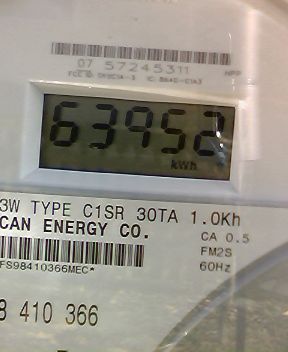 07 57245311
63952
kWh
3W TYPE C1SR 30TA 1.0Kh
CAN ENERGY CO.
CA 0.5
FM2S
60Hz
FS98410366MEC*
8 410 366